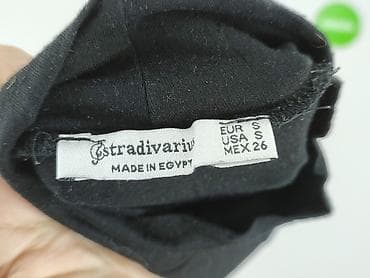 Stradivarius
MADE IN EGYPT
EUR S
USA S
MEX 26